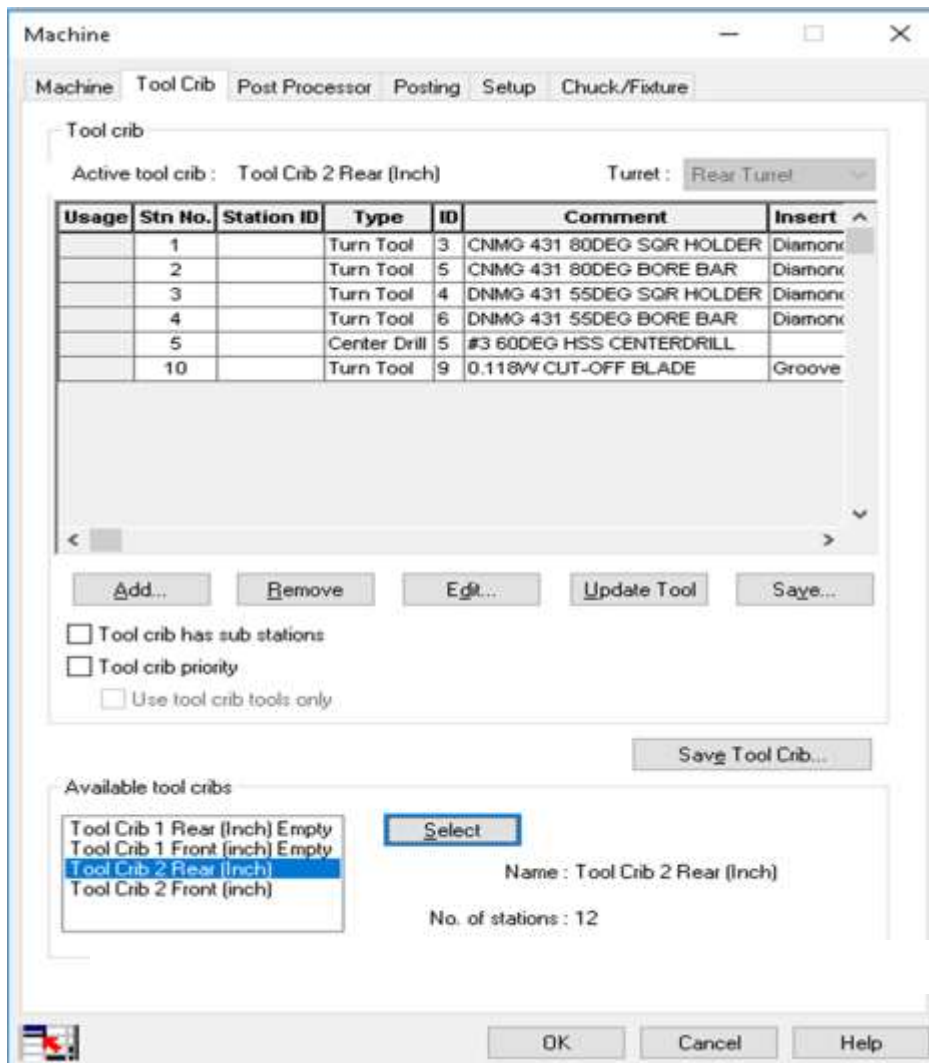 Machine
Machine Tool Crib Post Processor Posting Setup Chuck/Fixture
Tool crib
Active tool crib : Tool Crib 2 Rear (Inch) Turret : Rear Turret
Usage Stn No. Station ID Type ID Comment Insert
1 Turn Tool 3 CNMG 431 80DEG SQR HOLDER Diamond
2 Turn Tool 5 CNMG 431 80DEG BORE BAR Diamond
3 Turn Tool 4 DNMG 431 55DEG SQR HOLDER Diamond
4 Turn Tool 6 DNMG 431 55DEG BORE BAR Diamond
5 Center Drill 5 #3 60DEG HSS CENTERDRILL
10 Turn Tool 9 0.118W CUT-OFF BLADE Groove
Add... Remove Edit... Update Tool Save...
Tool crib has sub stations
Tool crib priority
Use tool crib tools only
Save Tool Crib...
Available tool cribs
Tool Crib 1 Rear (Inch) Empty
Tool Crib 1 Front (inch) Empty
Tool Crib 2 Rear (Inch)
Tool Crib 2 Front (inch)
Select
Name : Tool Crib 2 Rear (Inch)
No. of stations : 12
OK Cancel Help